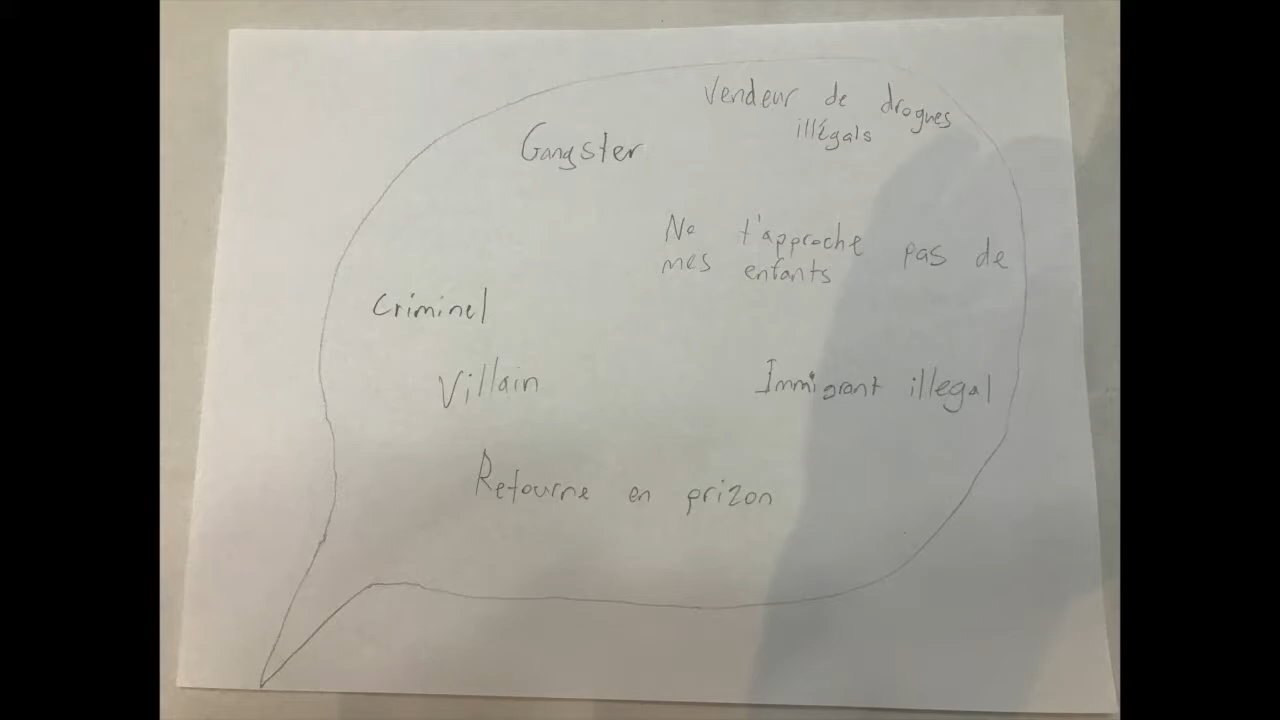 Vendeur de drogues
illégals
Gangster
Ne t'approche pas de
mes enfants
Criminel
Villain
Immigrant illegal
Retourne en prizon